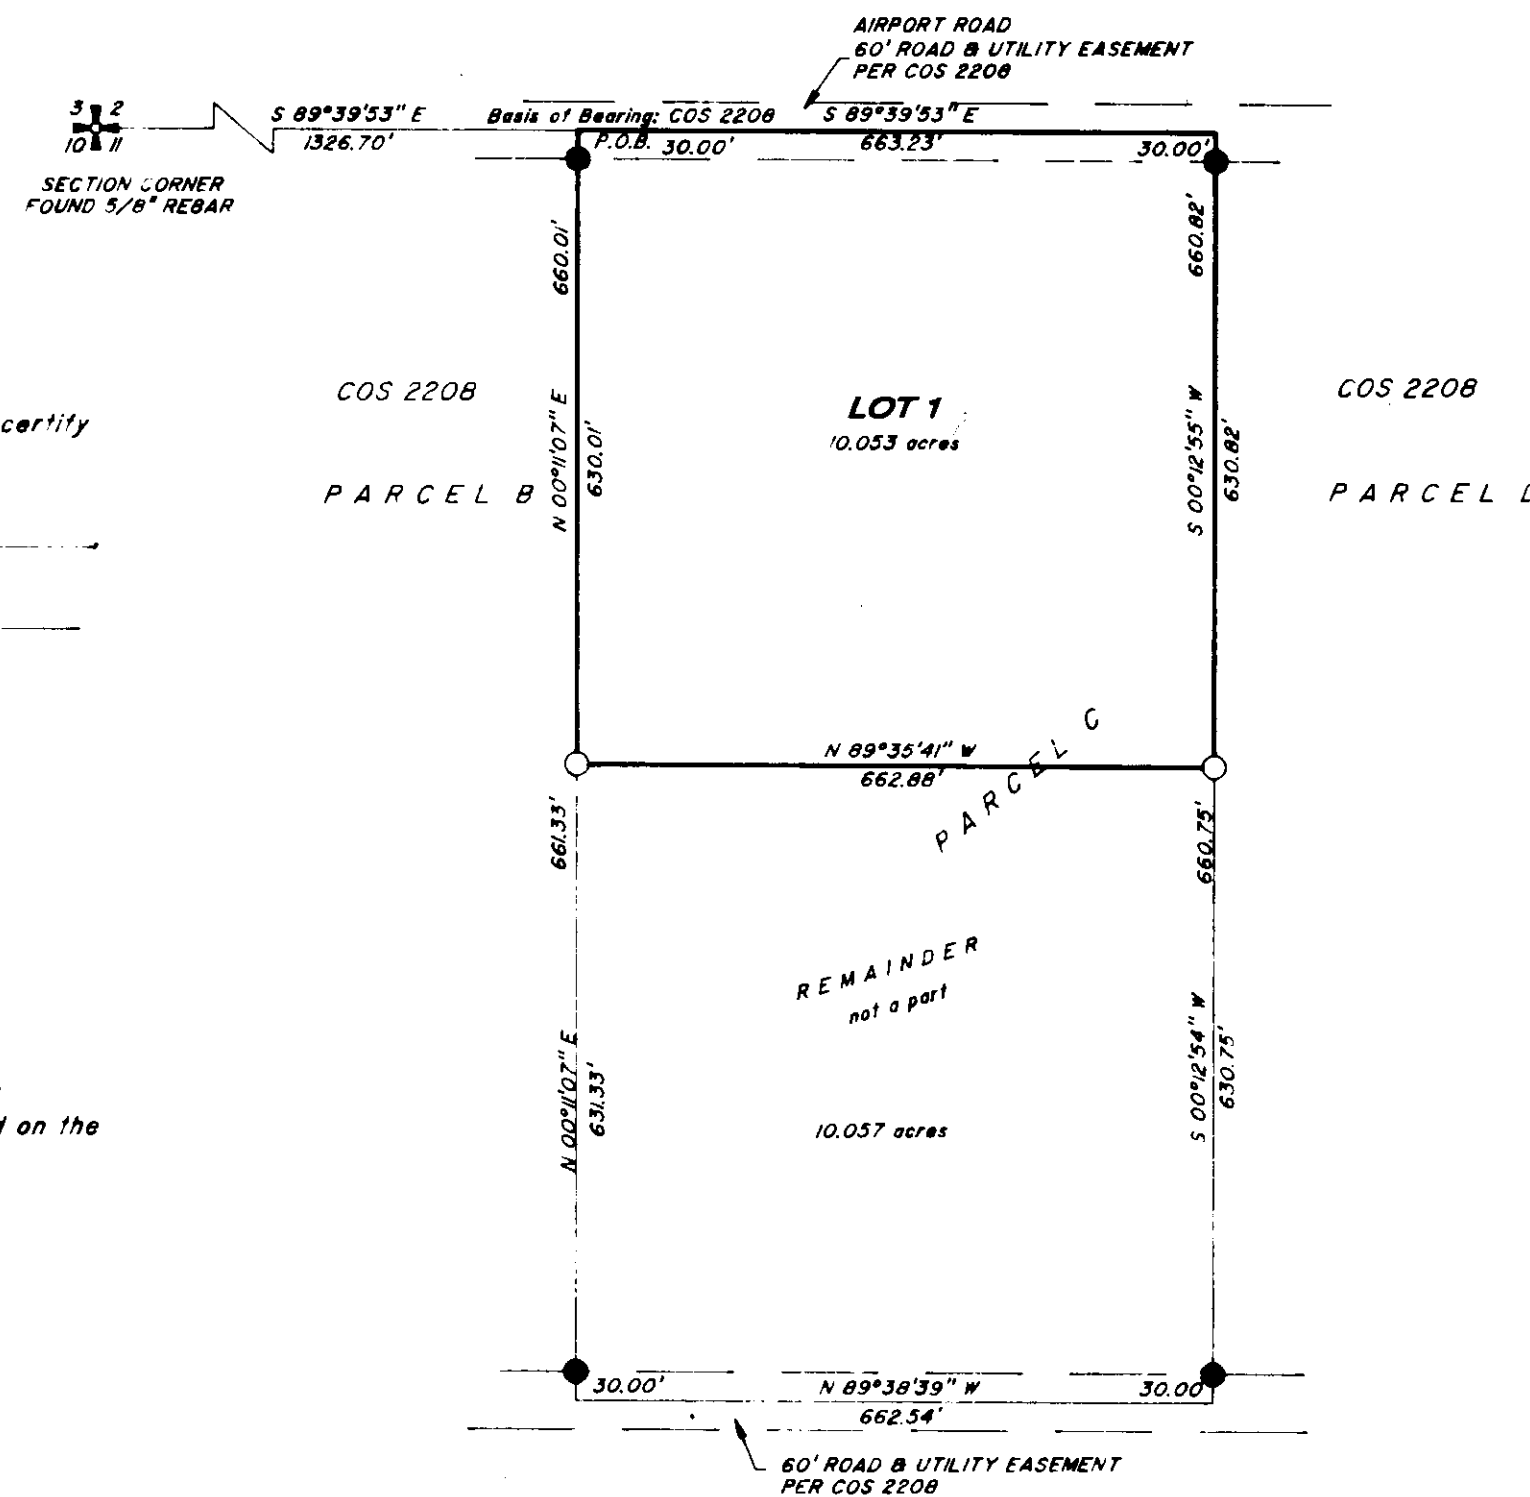 AIRPORT ROAD
60' ROAD & UTILITY EASEMENT
PER COS 2208
3 2
10 11
SECTION CORNER
FOUND 5/8" REBAR
S 89°39'53" E
1326.70'
Basis of Bearing: COS 2208
S 89°39'53" E
P.O.B. 30.00'
663.23'
30.00'
660.01'
660.82'
COS 2208
PARCEL B
N 00°11'07" E
630.01'
LOT 1
10.053 acres
S 00°12'55" W
630.82'
COS 2208
PARCEL
certify
N 89°35'41" W
662.88'
PARCEL C
661.33'
660.75'
REMAINDER
not a part
N 00°11'07" E
631.33'
10.057 acres
S 00°12'54" W
630.75'
on the
30.00'
N 89°38'39" W
30.00'
662.54'
60' ROAD & UTILITY EASEMENT
PER COS 2208